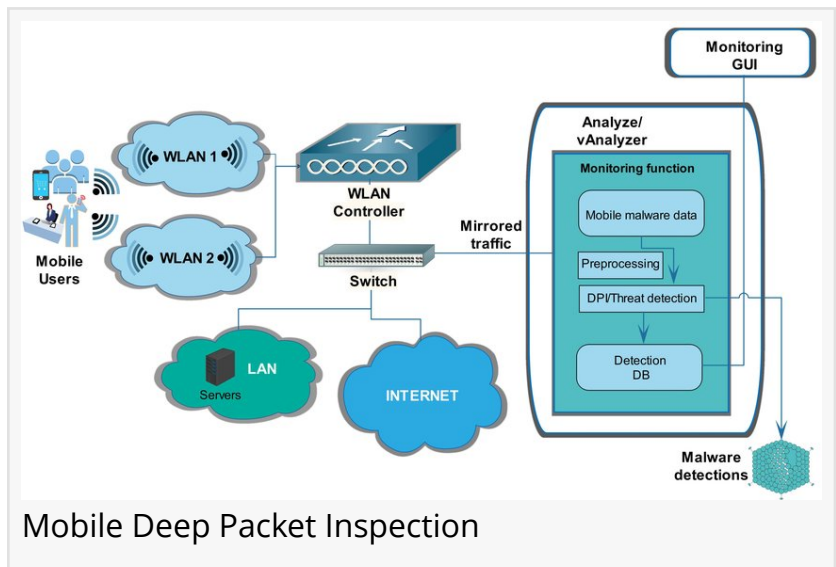 Monitoring
GUI
Analyze/
vAnalyzer
Monitoring function
WLAN 1
WLAN
Controller
Mobile malware data
Mirrored
traffic
WLAN 2
Preprocessing
Mobile
Users
Switch
DPI/Threat detection
LAN
Servers
INTERNET
Detection
DB
Malware
detections
Mobile Deep Packet Inspection